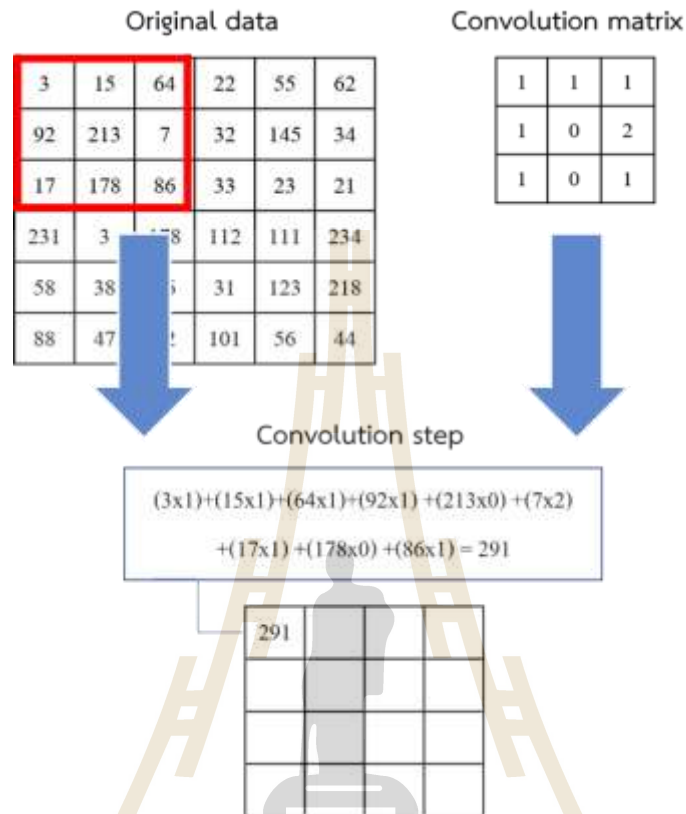 Original data
Convolution matrix
3 15 64 22 55 62
92 213 7 32 145 34
17 178 86 33 23 21
231 3 112 111 234
58 38 31 123 218
88 47 101 56 44
1 1 1
1 0 2
1 0 1
Convolution step
(3x1)+(15x1)+(64x1)+(92x1) +(213x0) +(7x2)
+(17x1) +(178x0) +(86x1) = 291
291